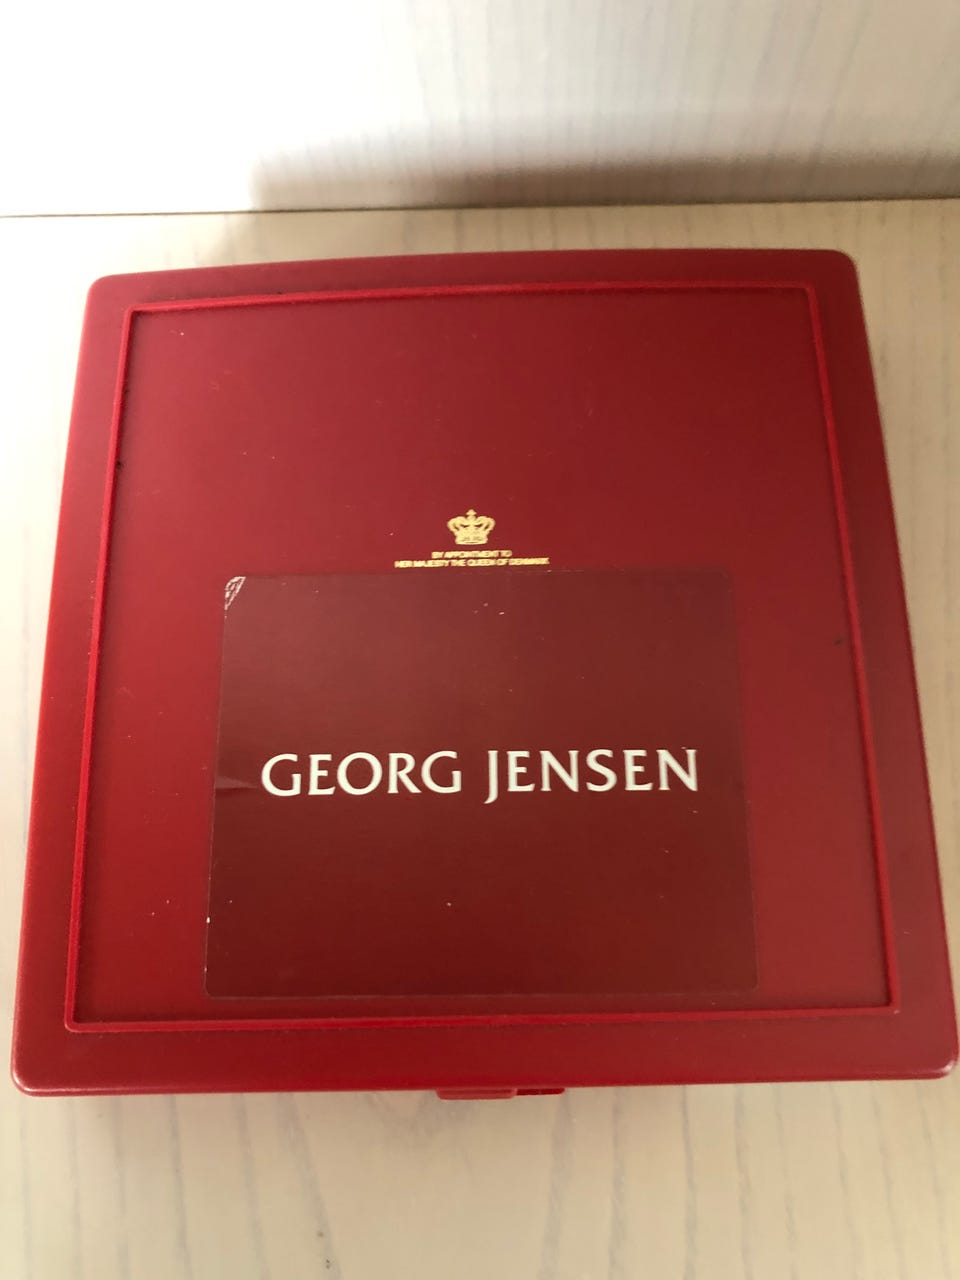 BY APPOINTMENT TO
HER MAJESTY THE QUEEN OF DENMARK
GEORG JENSEN